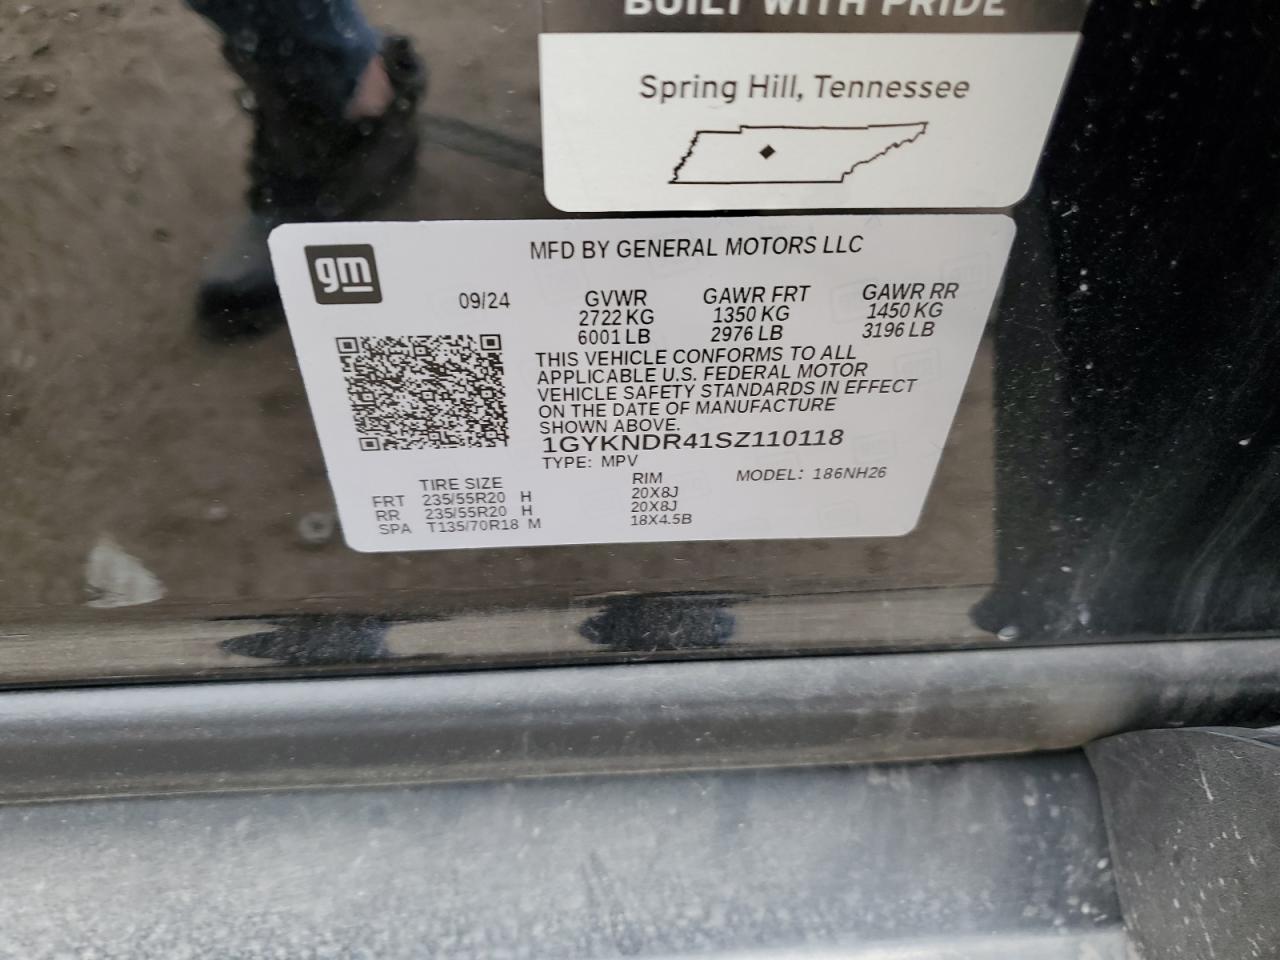 BUILT WITH PRIDE
Spring Hill, Tennessee
gm
MFD BY GENERAL MOTORS LLC
09/24 GVWR GAWR FRT GAWR RR
2722 KG 1350 KG 1450 KG
6001 LB 2976 LB 3196 LB
THIS VEHICLE CONFORMS TO ALL
APPLICABLE U.S. FEDERAL MOTOR
VEHICLE SAFETY STANDARDS IN EFFECT
ON THE DATE OF MANUFACTURE
SHOWN ABOVE.
1GYKNDR41SZ110118
TYPE: MPV
TIRE SIZE RIM MODEL: 186NH26
FRT 235/55R20 H 20X8J
RR 235/55R20 H 20X8J
SPA T135/70R18 M 18X4.5B